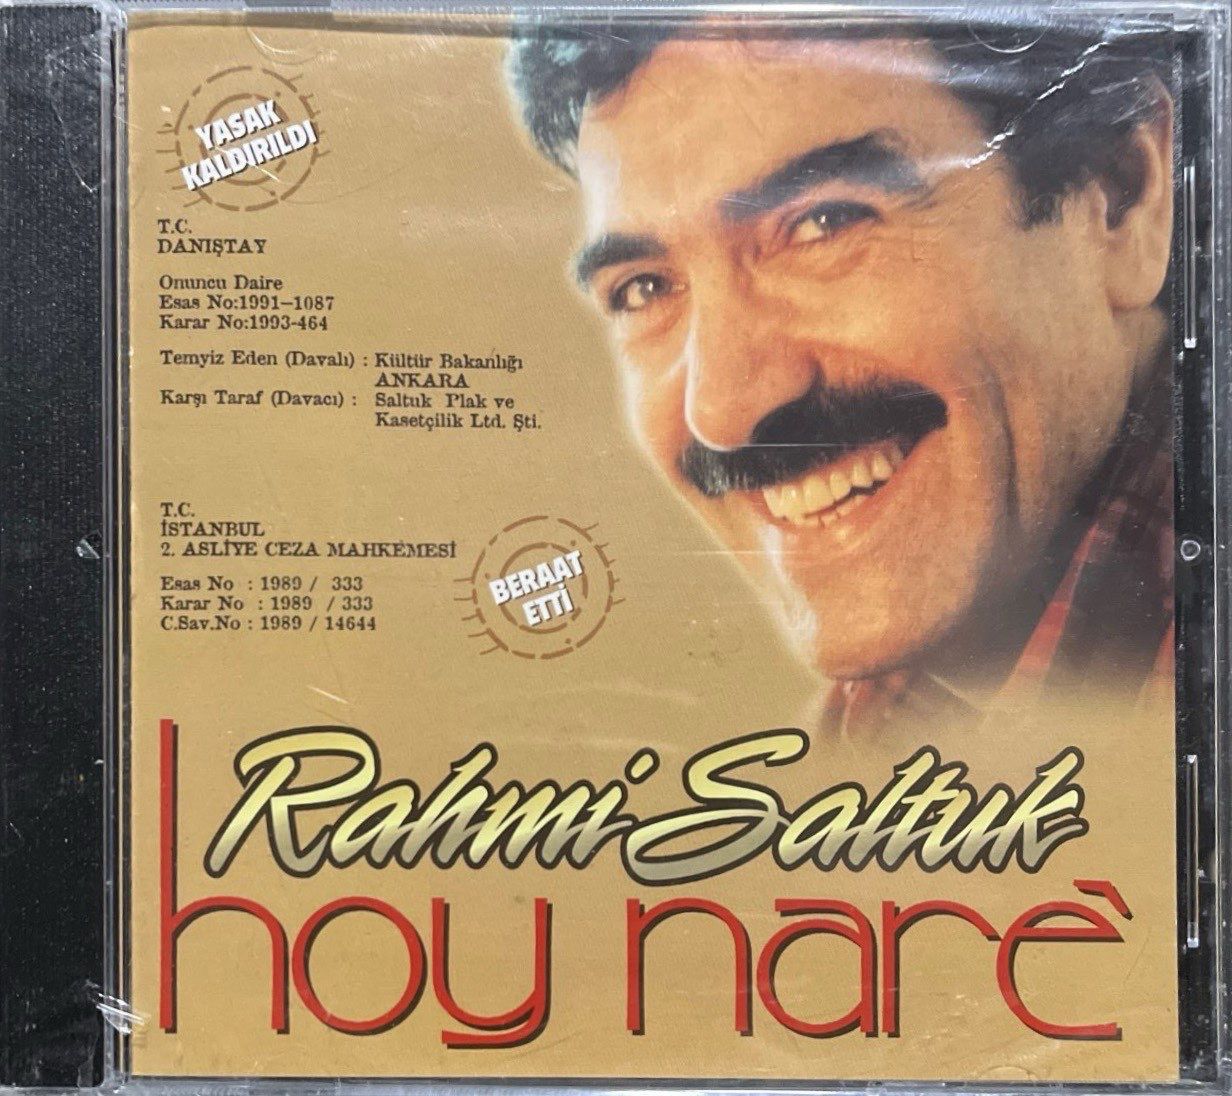 YASAK
KALDIRILDI
T.C.
DANIŞTAY
Onuncu Daire
Esas No:1991-1087
Karar No:1993-464
Temyiz Eden (Davalı) : Kültür Bakanlığı
ANKARA
Karşı Taraf (Davacı) : Saltuk Plak ve
Kasetçilik Ltd. Şti.
T.C.
İSTANBUL
2. ASLİYE CEZA MAHKEMESİ
Esas No : 1989 / 333
Karar No : 1989 / 333
C.Sav.No : 1989 / 14644
BERAAT
ETTİ
Rahmi Saltuk
hoy narè